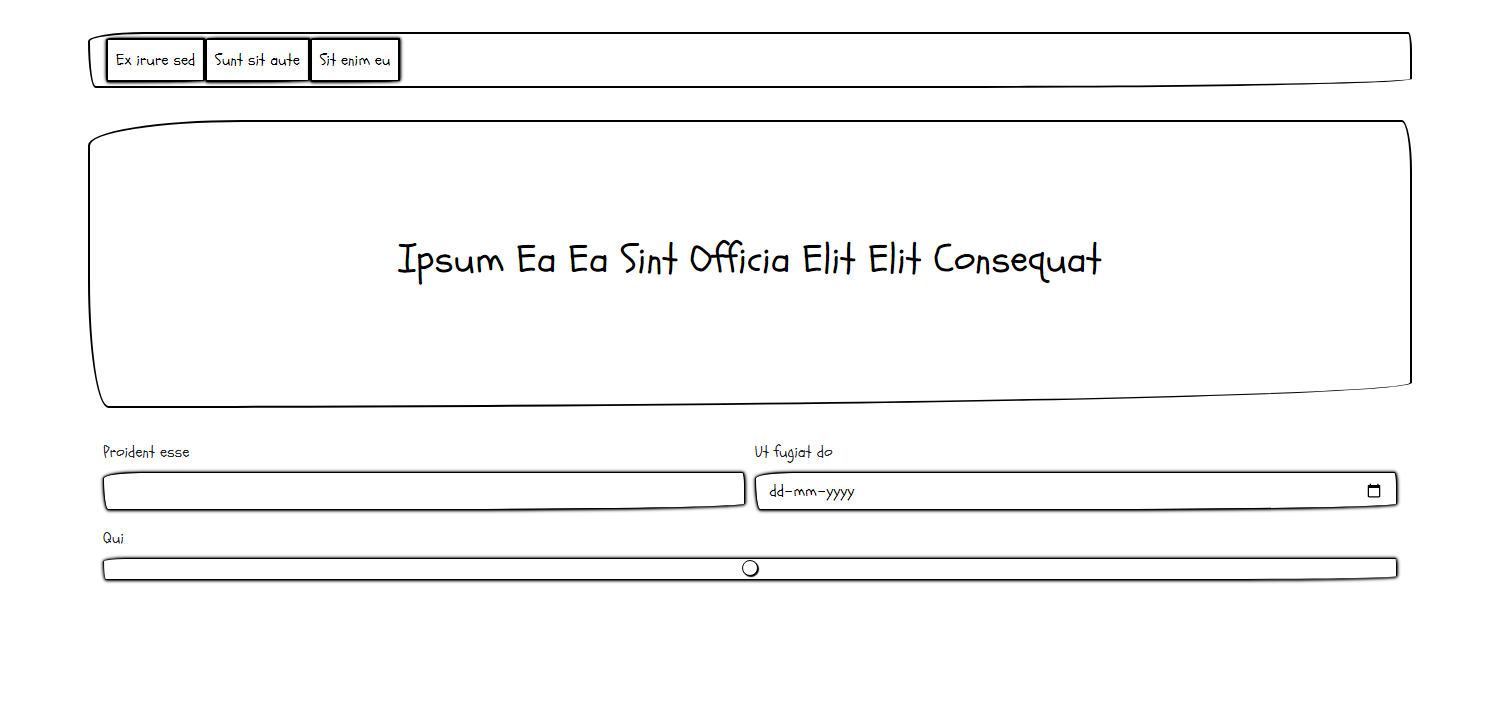 Ex irure sed Sunt sit aute Sit enim eu
Ipsum Ea Ea Sint Officia Elit Elit Consequat
Proident esse Ut fugiat do
dd-mm-yyyy
Qui